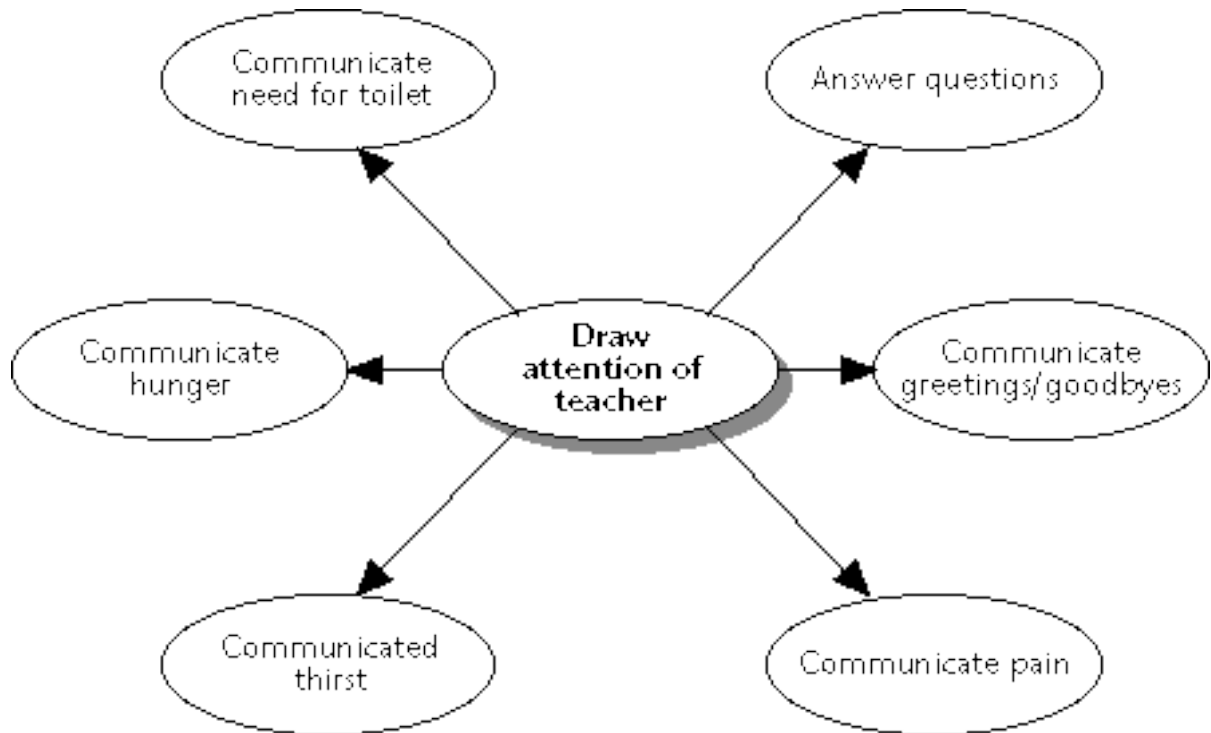 Communicate
need for toilet
Answer questions
Communicate
hunger
Draw
attention of
teacher
Communicate
greetings/goodbyes
Communicated
thirst
Communicate pain